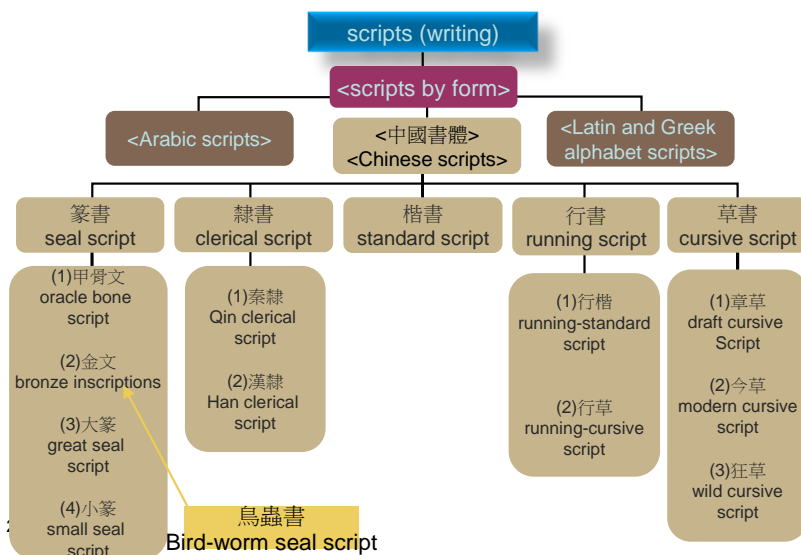 scripts (writing)
<scripts by form>
<Arabic scripts>
<中國書體>
<Chinese scripts>
<Latin and Greek
alphabet scripts>
篆書
seal script
隸書
clerical script
楷書
standard script
行書
running script
草書
cursive script
(1)甲骨文
oracle bone
script
(2)金文
bronze inscriptions
(3)大篆
great seal
script
(4)小篆
small seal
script
(1)秦隸
Qin clerical
script
(2)漢隸
Han clerical
script
(1)行楷
running-standard
script
(2)行草
running-cursive
script
(1)章草
draft cursive
Script
(2)今草
modern cursive
script
(3)狂草
wild cursive
script
鳥蟲書
Bird-worm seal script